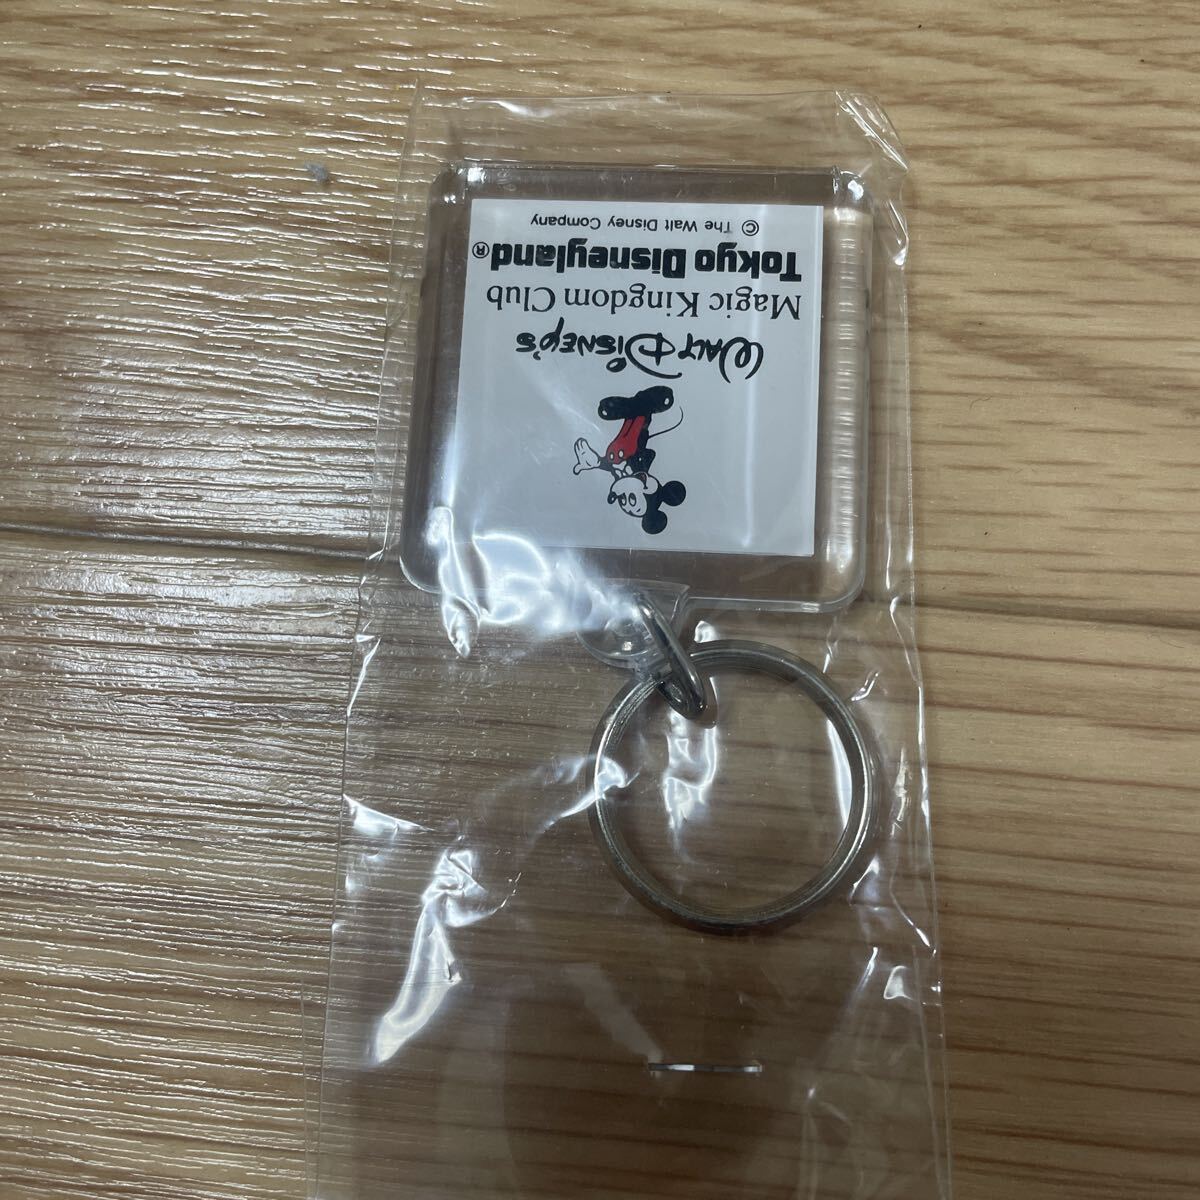 WALT DISNEY'S
Magic Kingdom Club
Tokyo Disneyland®
© The Walt Disney Company